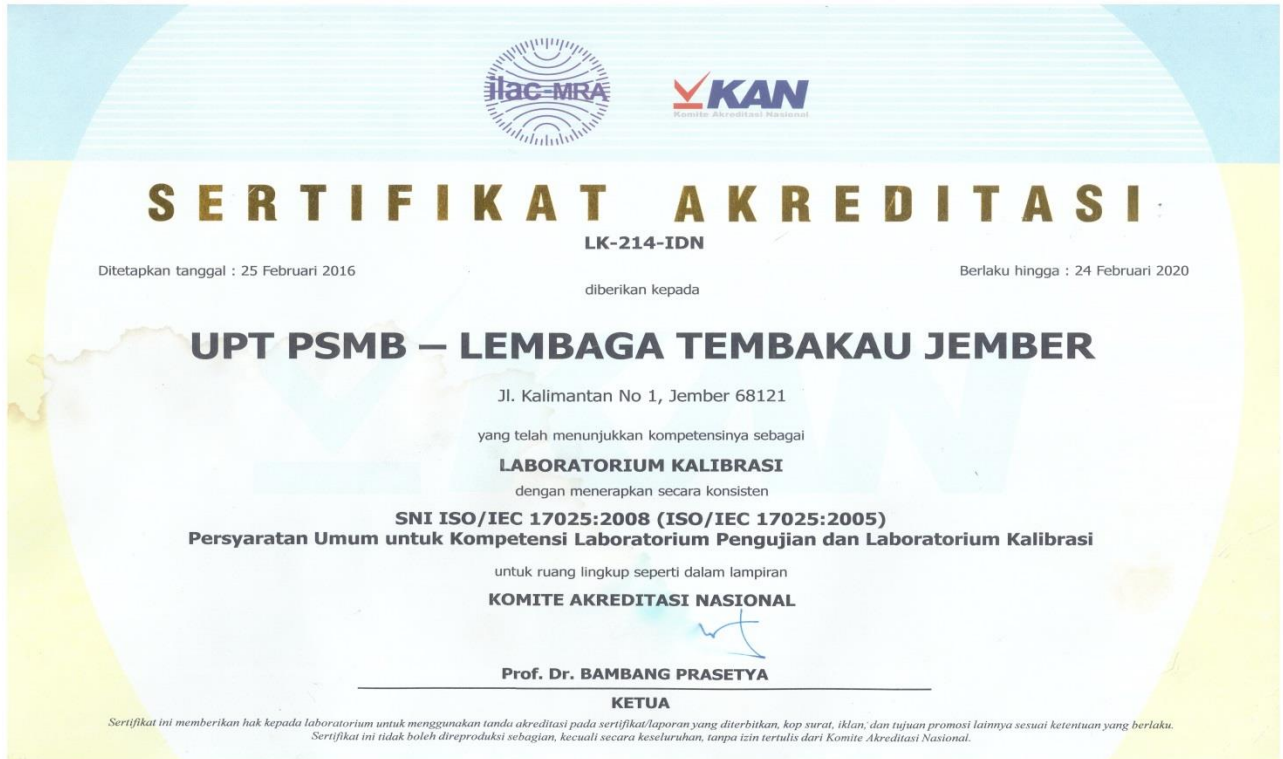 ilac-MRA
KAN
Komite Akreditasi Nasional
SERTIFIKAT AKREDITASI
LK-214-IDN
Ditetapkan tanggal : 25 Februari 2016
Berlaku hingga : 24 Februari 2020
diberikan kepada
UPT PSMB – LEMBAGA TEMBAKAU JEMBER
Jl. Kalimantan No 1, Jember 68121
yang telah menunjukkan kompetensinya sebagai
LABORATORIUM KALIBRASI
dengan menerapkan secara konsisten
SNI ISO/IEC 17025:2008 (ISO/IEC 17025:2005)
Persyaratan Umum untuk Kompetensi Laboratorium Pengujian dan Laboratorium Kalibrasi
untuk ruang lingkup seperti dalam lampiran
KOMITE AKREDITASI NASIONAL
Prof. Dr. BAMBANG PRASETYA
KETUA
Sertifikat ini memberikan hak kepada laboratorium untuk menggunakan tanda akreditasi pada sertifikat/laporan yang diterbitkan, kop surat, iklan, dan tujuan promosi lainnya sesuai ketentuan yang berlaku.
Sertifikat ini tidak boleh direproduksi sebagian, kecuali secara keseluruhan, tanpa izin tertulis dari Komite Akreditasi Nasional.